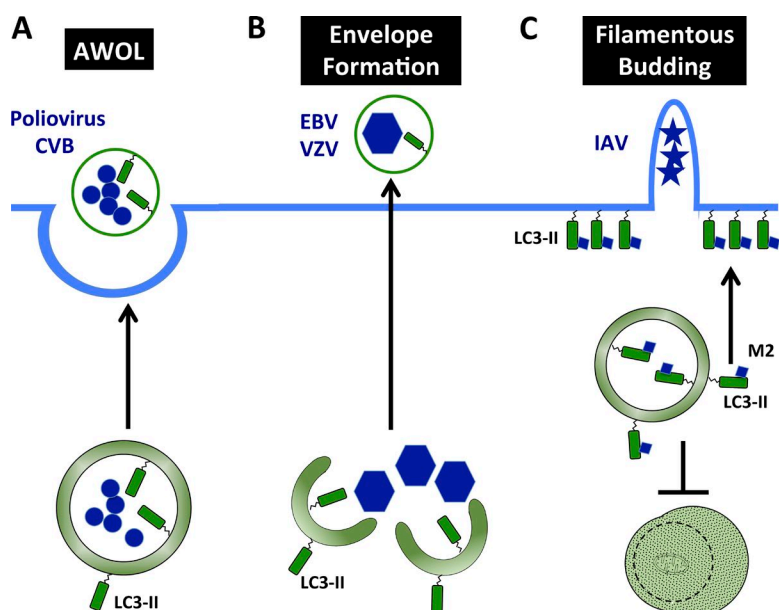 A
AWOL
Poliovirus
CVB
LC3-II
B
Envelope
Formation
EBV
VZV
LC3-II
C
Filamentous
Budding
IAV
LC3-II
M2
LC3-II